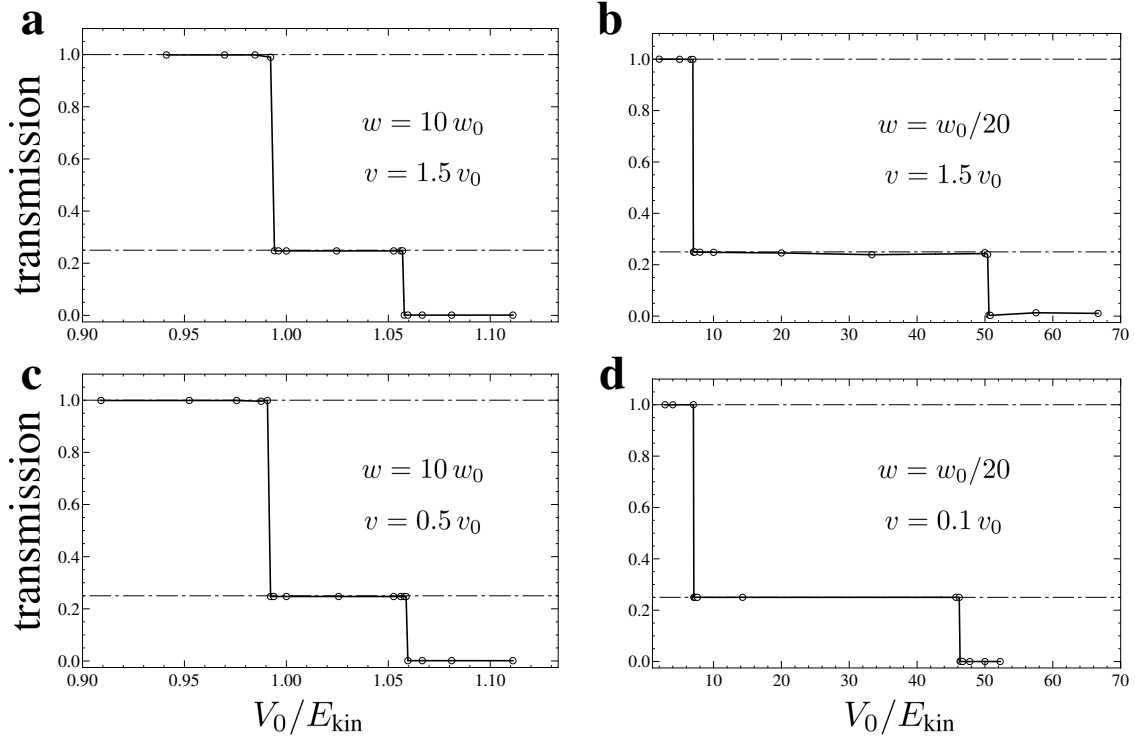 a
transmission
1.0
0.8
0.6
0.4
0.2
0.0
w = 10 w₀
v = 1.5 v₀
0.90 0.95 1.00 1.05 1.10
b
1.0
0.8
0.6
0.4
0.2
0.0
w = w₀/20
v = 1.5 v₀
10 20 30 40 50 60 70
c
transmission
1.0
0.8
0.6
0.4
0.2
0.0
w = 10 w₀
v = 0.5 v₀
0.90 0.95 1.00 1.05 1.10
V₀/E_kin
d
1.0
0.8
0.6
0.4
0.2
0.0
w = w₀/20
v = 0.1 v₀
10 20 30 40 50 60 70
V₀/E_kin